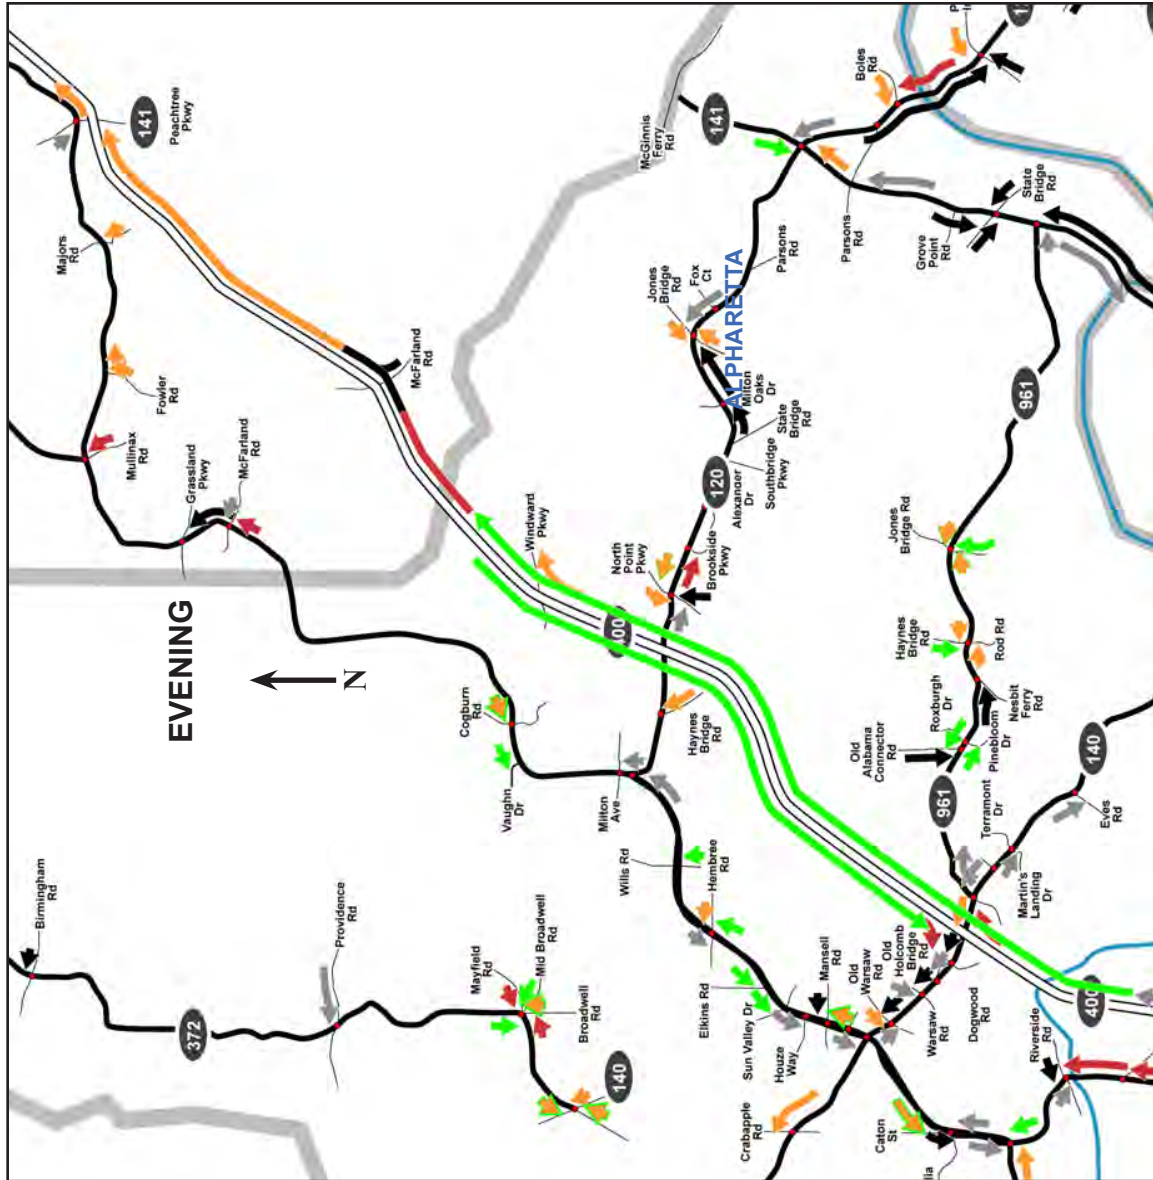 EVENING
N
ALPHARETTA
Peachtree
Pkwy
141
Majors
Rd
Fowler
Rd
Mullinax
Rd
McFarland
Rd
Grassland
Pkwy
McFarland
Rd
McGinnis
Ferry
Rd
141
Boles
Rd
Parsons
Rd
Parsons
Rd
Grove
Point
Rd
State
Bridge
Rd
Jones
Bridge
Rd
Fox
Ct
Milton
Oaks
Dr
State
Bridge
Rd
Southbridge
Pkwy
Alexander
Dr
120
Brookside
Pkwy
North
Point
Pkwy
Windward
Pkwy
Haynes
Bridge
Rd
Cogburn
Rd
Vaughn
Dr
Milton
Ave
Wills Rd
Hembree
Rd
Elkins Rd
Sun Valley Dr
Houze
Way
Mansell
Rd
Old
Warsaw
Rd
Old
Holcomb
Bridge
Rd
Warsaw
Rd
Dogwood
Rd
961
Jones
Bridge Rd
Haynes
Bridge
Rd
Rod Rd
Nesbit
Ferry
Rd
Roxburgh
Dr
Pinebloom
Dr
Old
Alabama
Connector
Rd
961
140
Terramont
Dr
Eves
Rd
Martin's
Landing
Dr
400
Riverside
Rd
Birmingham
Rd
Providence
Rd
372
Mayfield
Rd
Mid Broadwell
Rd
Broadwell
Rd
140
Crabapple
Rd
Caton
St